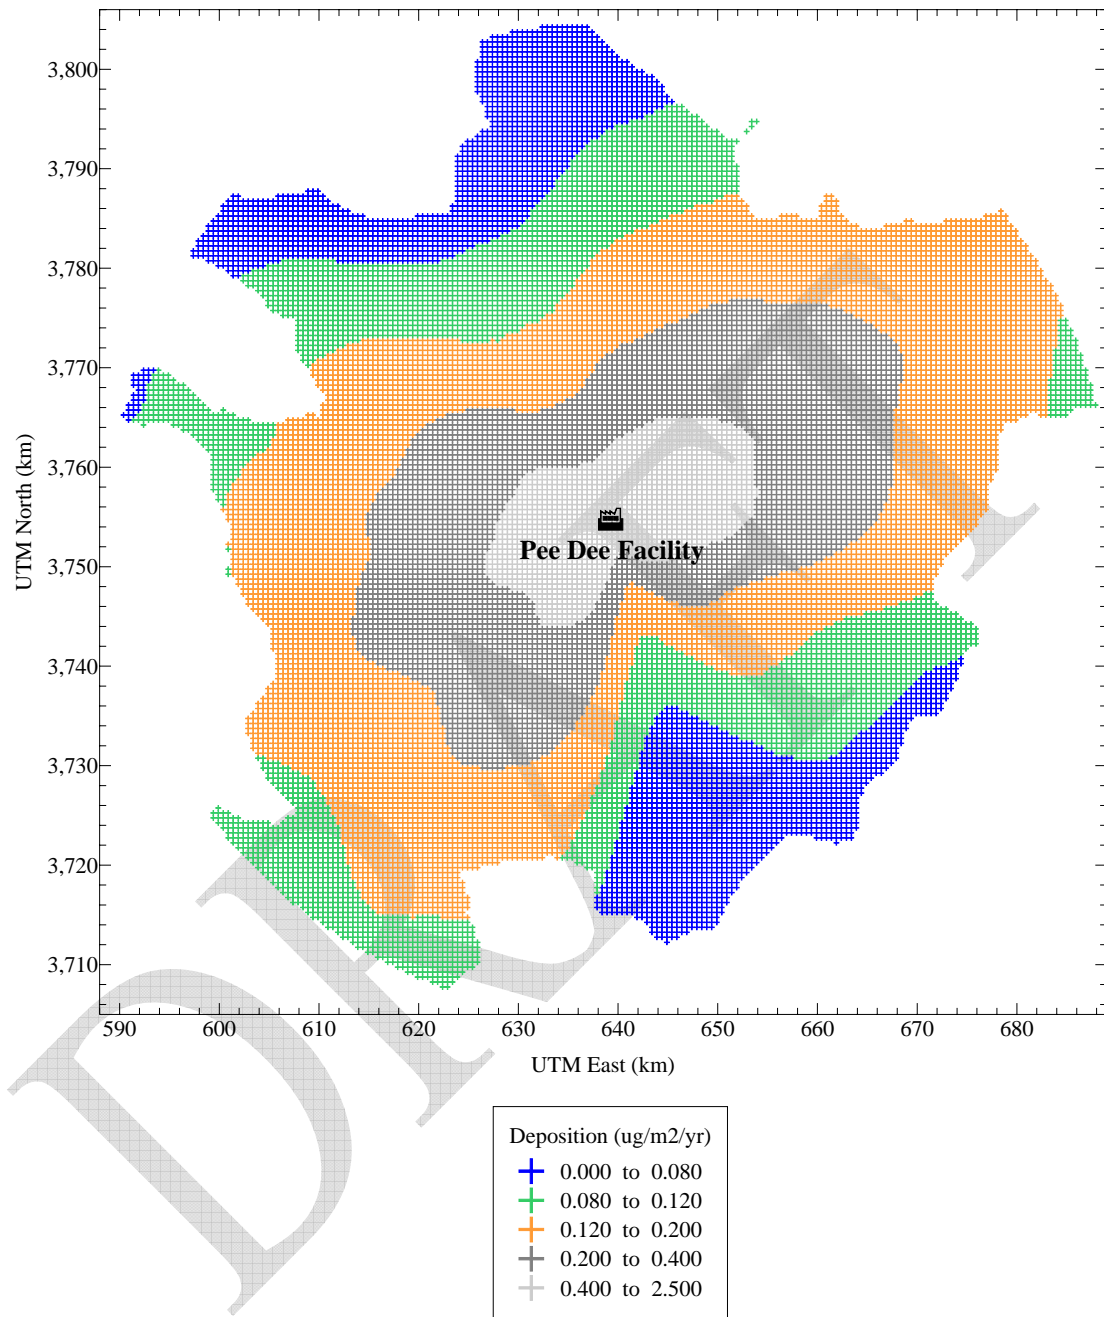 3,800
3,790
3,780
3,770
3,760
3,750
3,740
3,730
3,720
3,710
UTM North (km)
Pee Dee Facility
590 600 610 620 630 640 650 660 670 680
UTM East (km)
Deposition (ug/m2/yr)
0.000 to 0.080
0.080 to 0.120
0.120 to 0.200
0.200 to 0.400
0.400 to 2.500
DRAFT